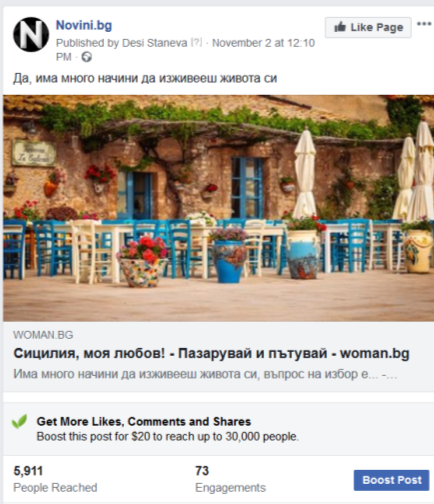 Novini.bg
Like Page
Published by Desi Staneva [?] · November 2 at 12:10
PM ·
Да, има много начини да изживееш живота си
WOMAN.BG
Сицилия, моя любов! - Пазарувай и пътувай - woman.bg
Има много начини да изживееш живота си, въпрос на избор е... -...
Get More Likes, Comments and Shares
Boost this post for $20 to reach up to 30,000 people.
5,911
73
People Reached
Engagements
Boost Post